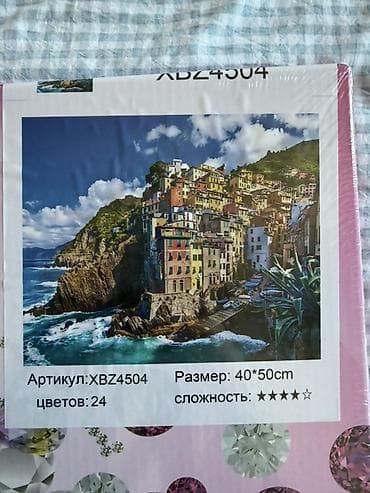 XBZ4504
Артикул:XBZ4504 Размер: 40*50cm
цветов:24 сложность: ★★★★☆